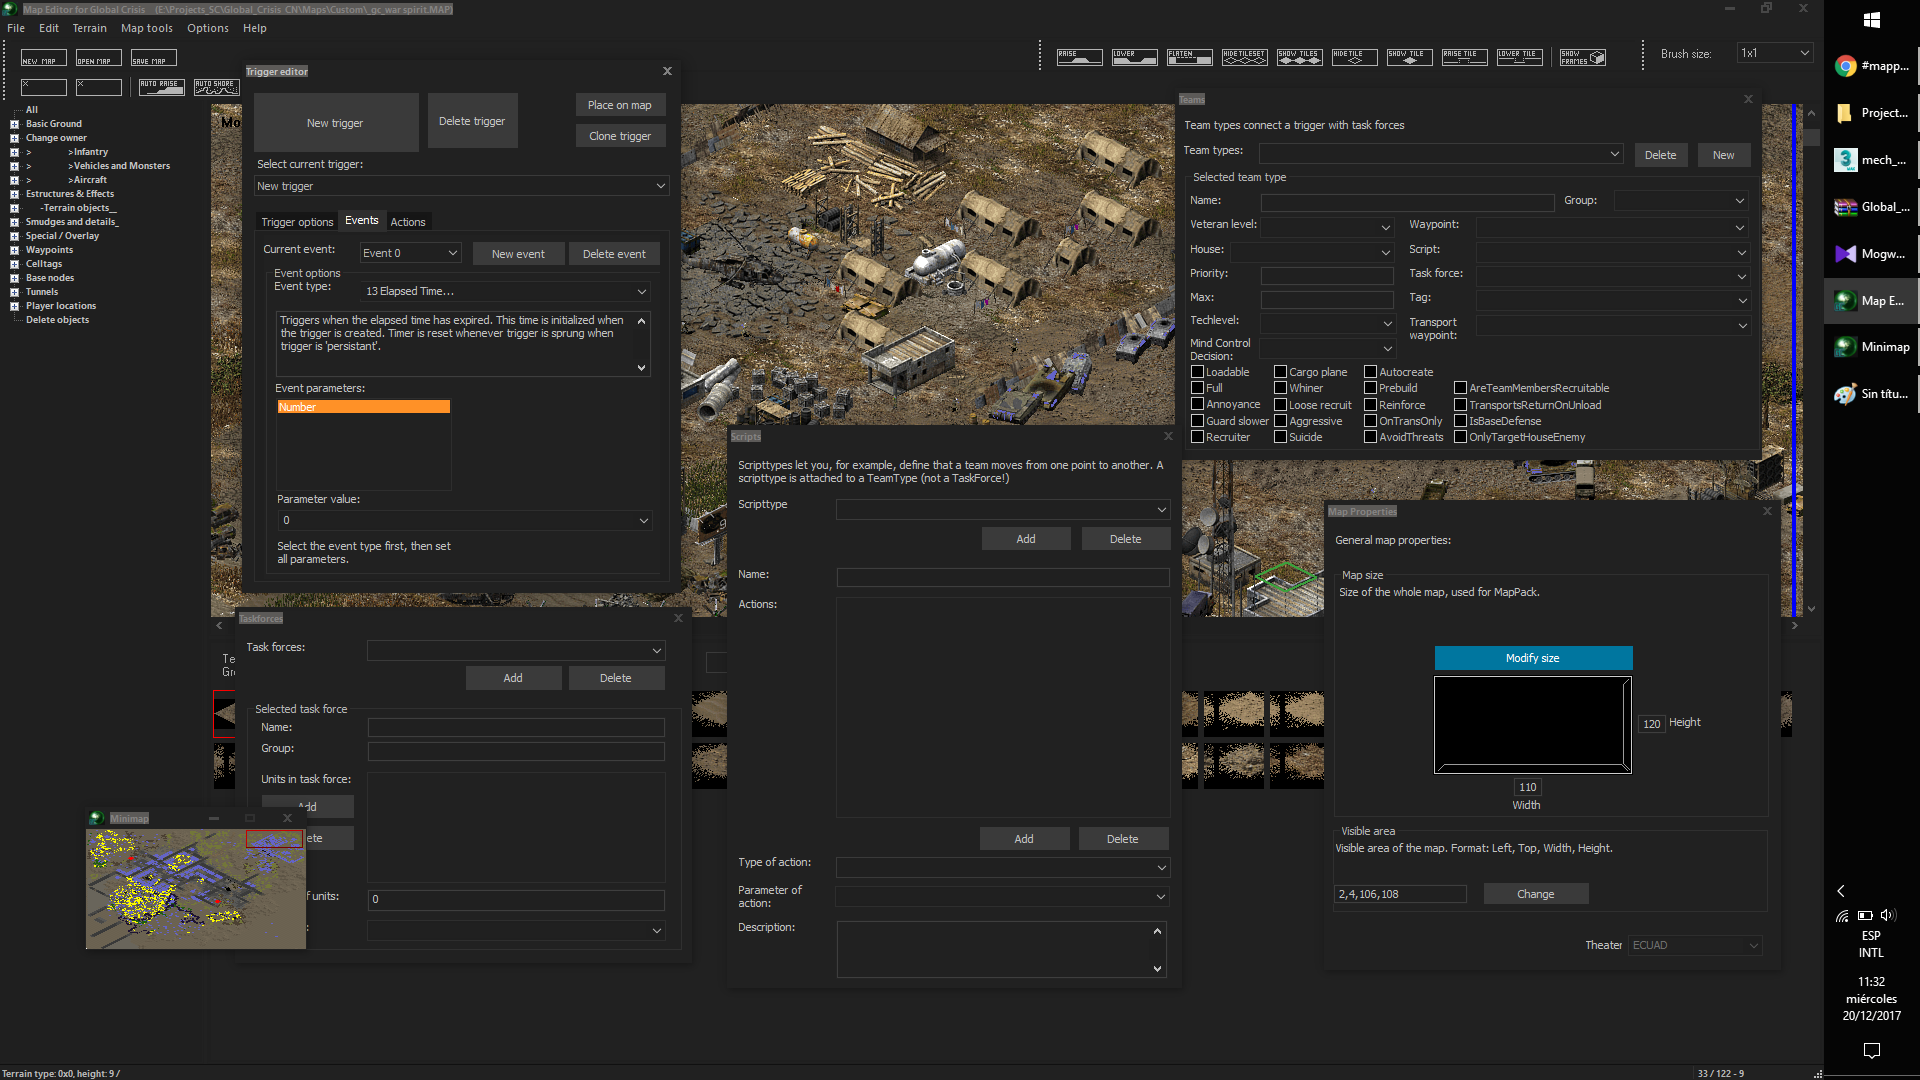 Map Editor for Global Crisis    (E:\Projects_SC\Global_Crisis CN\Maps\Custom\_gc_war spirit.MAP)
File  Edit  Terrain  Map tools  Options  Help
NEW MAP  OPEN MAP  SAVE MAP
RAISE  LOWER  FLATEN  HIDE TILESET  SHOW TILES  HIDE TILE  SHOW TILE  RAISE TILE  LOWER TILE  SHOW FRAMES
Brush size:  1x1
AUTO RAISE  AUTO SHORE
All
Basic Ground
Change owner
>  >Infantry
>  >Vehicles and Monsters
>  >Aircraft
Estructures & Effects
-Terrain objects__
Smudges and details_
Special / Overlay
Waypoints
Celltags
Base nodes
Tunnels
Player locations
Delete objects
Mo
Trigger editor
New trigger
Delete trigger
Place on map
Clone trigger
Select current trigger:
New trigger
Trigger options  Events  Actions
Current event:  Event 0  New event  Delete event
Event options
Event type:  13 Elapsed Time...
Triggers when the elapsed time has expired. This time is initialized when
the trigger is created. Timer is reset whenever trigger is sprung when
trigger is 'persistant'.
Event parameters:
Number
Parameter value:
0
Select the event type first, then set
all parameters.
Taskforces
Task forces:
Add  Delete
Te
Gr
Selected task force
Name:
Group:
Units in task force:
Add
ete
f units:  0
:
Minimap
Scripts
Scripttypes let you, for example, define that a team moves from one point to another. A
scripttype is attached to a TeamType (not a TaskForce!)
Scripttype
Add  Delete
Name:
Actions:
Add  Delete
Type of action:
Parameter of
action:
Description:
Teams
Team types connect a trigger with task forces
Team types:  Delete  New
Selected team type
Name:  Group:
Veteran level:  Waypoint:
House:  Script:
Priority:  Task force:
Max:  Tag:
Techlevel:  Transport
waypoint:
Mind Control
Decision:
Loadable  Cargo plane  Autocreate
Full  Whiner  Prebuild  AreTeamMembersRecruitable
Annoyance  Loose recruit  Reinforce  TransportsReturnOnUnload
Guard slower  Aggressive  OnTransOnly  IsBaseDefense
Recruiter  Suicide  AvoidThreats  OnlyTargetHouseEnemy
Map Properties
General map properties:
Map size
Size of the whole map, used for MapPack.
Modify size
120  Height
110
Width
Visible area
Visible area of the map. Format: Left, Top, Width, Height.
2,4,106,108  Change
Theater  ECUAD
#mapp...
Project...
mech_...
Global_...
Mogw...
Map E...
Minimap
Sin títu...
ESP
INTL
11:32
miércoles
20/12/2017
Terrain type: 0x0, height: 9 /
33 / 122 - 9